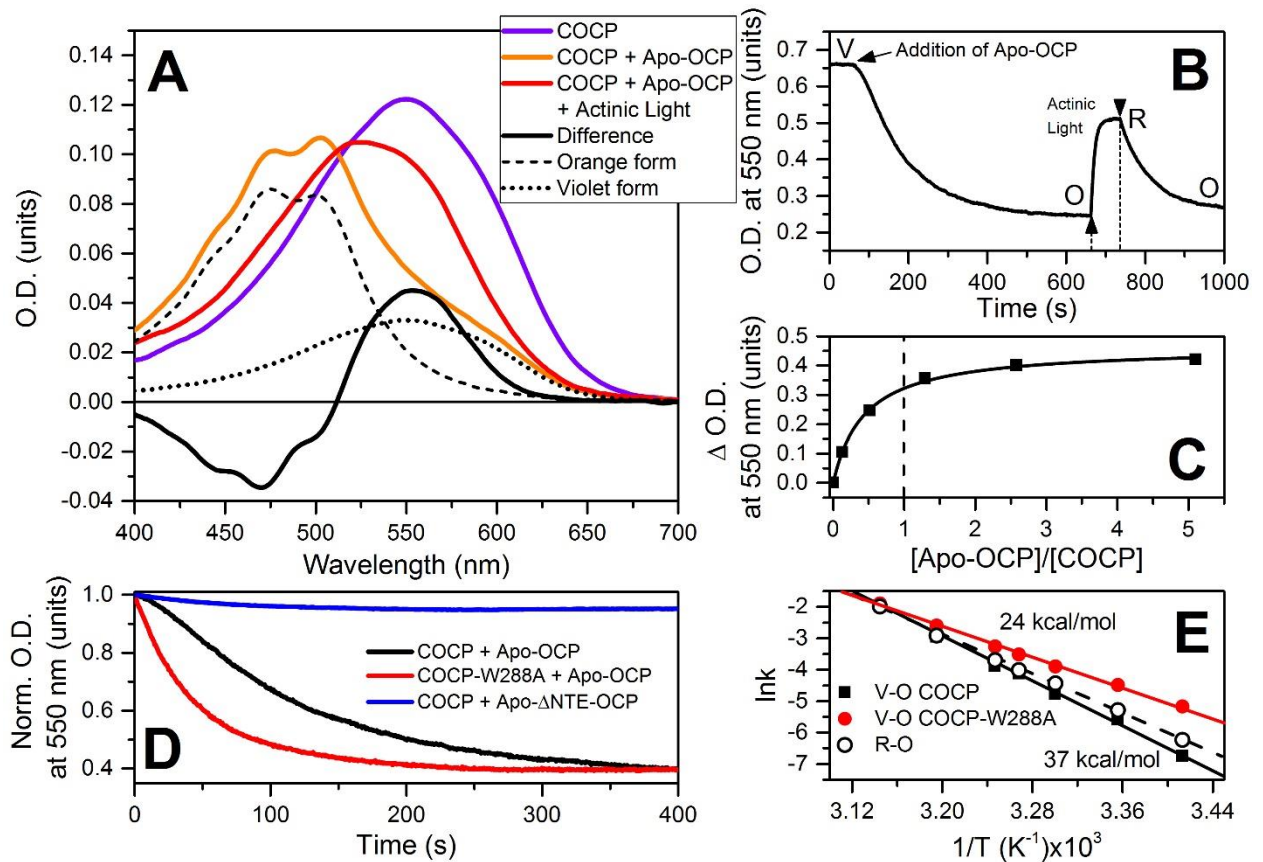 A
0.14
0.12
0.10
0.08
0.06
0.04
0.02
0.00
-0.02
-0.04
O.D. (units)
400 450 500 550 600 650 700
Wavelength (nm)
COCP
COCP + Apo-OCP
COCP + Apo-OCP
+ Actinic Light
Difference
Orange form
Violet form
B
0.7
0.6
0.5
0.4
0.3
0.2
O.D. at 550 nm (units)
V
Addition of Apo-OCP
Actinic
Light
R
O
O
0 200 400 600 800 1000
Time (s)
C
0.5
0.4
0.3
0.2
0.1
0.0
Δ O.D.
at 550 nm (units)
0 1 2 3 4 5
[Apo-OCP]/[COCP]
D
1.0
0.8
0.6
0.4
Norm. O.D.
at 550 nm (units)
COCP + Apo-OCP
COCP-W288A + Apo-OCP
COCP + Apo-ΔNTE-OCP
0 100 200 300 400
Time (s)
E
-2
-3
-4
-5
-6
-7
lnk
24 kcal/mol
V-O COCP
V-O COCP-W288A
R-O
37 kcal/mol
3.12 3.20 3.28 3.36 3.44
1/T (K⁻¹)x10³